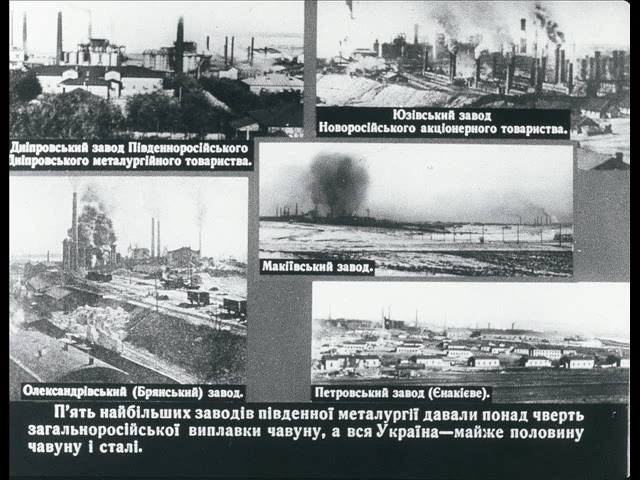 Дніпровський завод Південноросійського
Дніпровського металургійного товариства.
Юзівський завод
Новоросійського акціонерного товариства.
Макіївський завод.
Олександрівський (Брянський) завод.
Петровський завод (Єнакієве).
П'ять найбільших заводів південної металургії давали понад чверть
загальноросійської виплавки чавуну, а вся Україна—майже половину
чавуну і сталі.